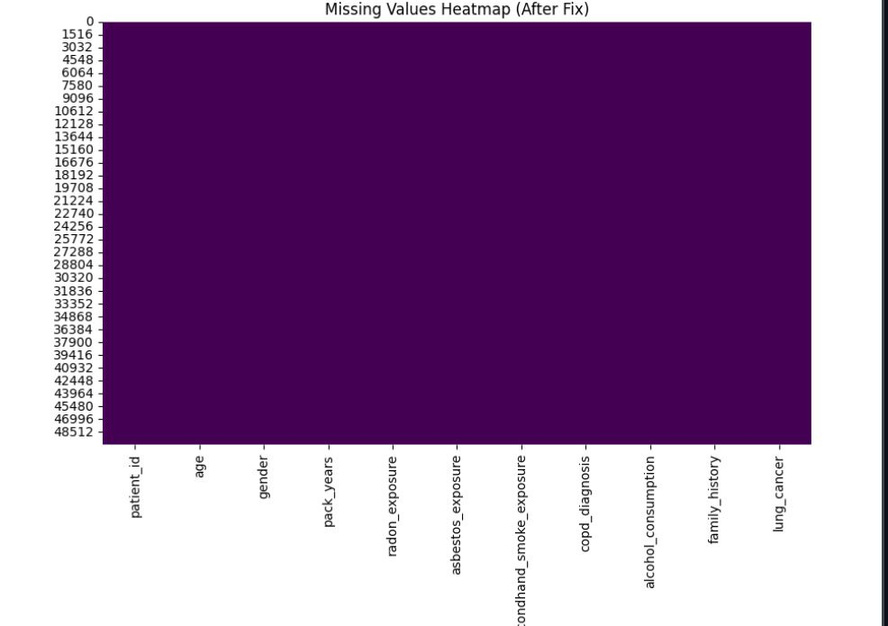 Missing Values Heatmap (After Fix)
0
1516
3032
4548
6064
7580
9096
10612
12128
13644
15160
16676
18192
19708
21224
22740
24256
25772
27288
28804
30320
31836
33352
34868
36384
37900
39416
40932
42448
43964
45480
46996
48512
patient_id
age
gender
pack_years
radon_exposure
asbestos_exposure
condhand_smoke_exposure
copd_diagnosis
alcohol_consumption
family_history
lung_cancer